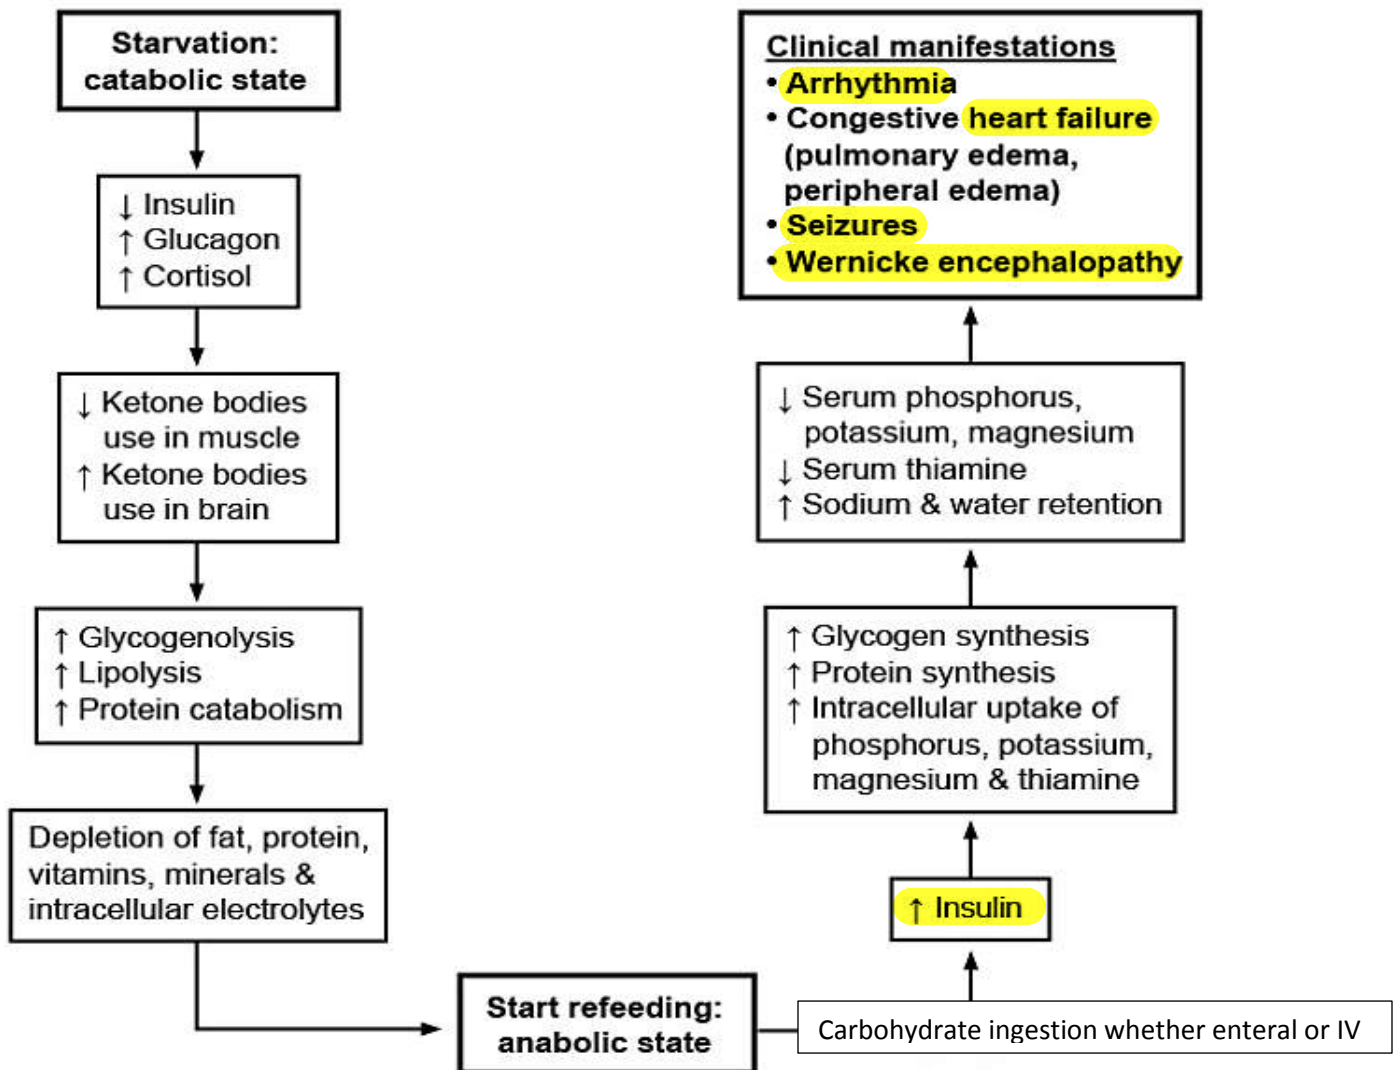 Starvation:
catabolic state
↓ Insulin
↑ Glucagon
↑ Cortisol
↓ Ketone bodies
use in muscle
↑ Ketone bodies
use in brain
↑ Glycogenolysis
↑ Lipolysis
↑ Protein catabolism
Depletion of fat, protein,
vitamins, minerals &
intracellular electrolytes
Start refeeding:
anabolic state
Carbohydrate ingestion whether enteral or IV
↑ Insulin
↑ Glycogen synthesis
↑ Protein synthesis
↑ Intracellular uptake of
phosphorus, potassium,
magnesium & thiamine
↓ Serum phosphorus,
potassium, magnesium
↓ Serum thiamine
↑ Sodium & water retention
Clinical manifestations
• Arrhythmia
• Congestive heart failure
(pulmonary edema,
peripheral edema)
• Seizures
• Wernicke encephalopathy